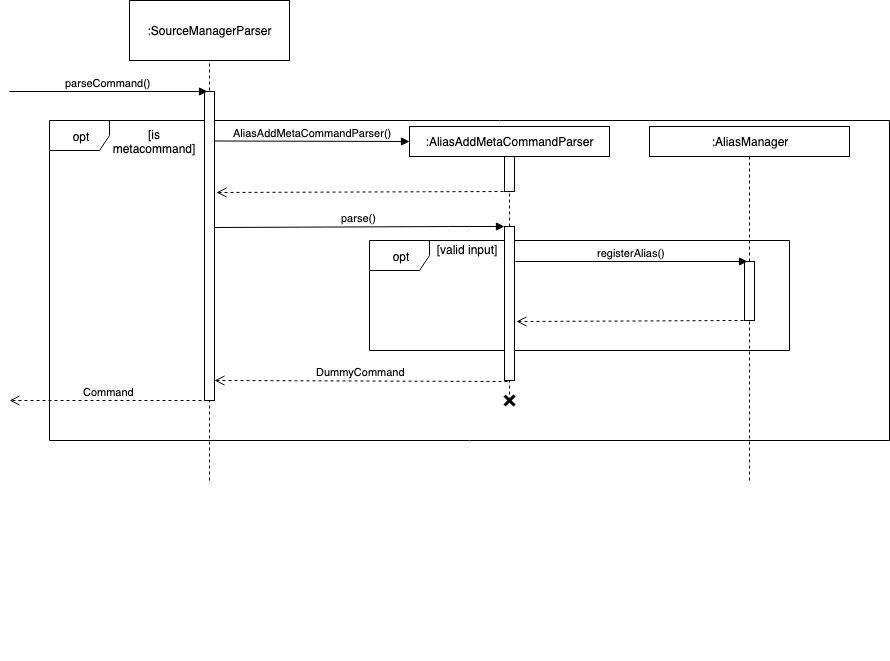 :SourceManagerParser
parseCommand()
opt
[is
metacommand]
AliasAddMetaCommandParser()
:AliasAddMetaCommandParser
:AliasManager
parse()
opt
[valid input]
registerAlias()
DummyCommand
Command